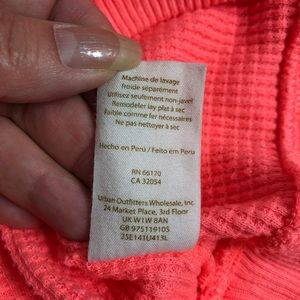 Machine de lavage
froide séparément
Utilisez seulement non-javel
Remodeler lay plat à sec
Faible comme fer nécessaires
Ne pas nettoyer à sec
Hecho en Perú / Feito em Peru
RN 66170
CA 32054
Urban Outfitters Wholesale, Inc.
24 Market Place, 3rd Floor
UK W1W 8AN
GB 975119105
25E141U413L